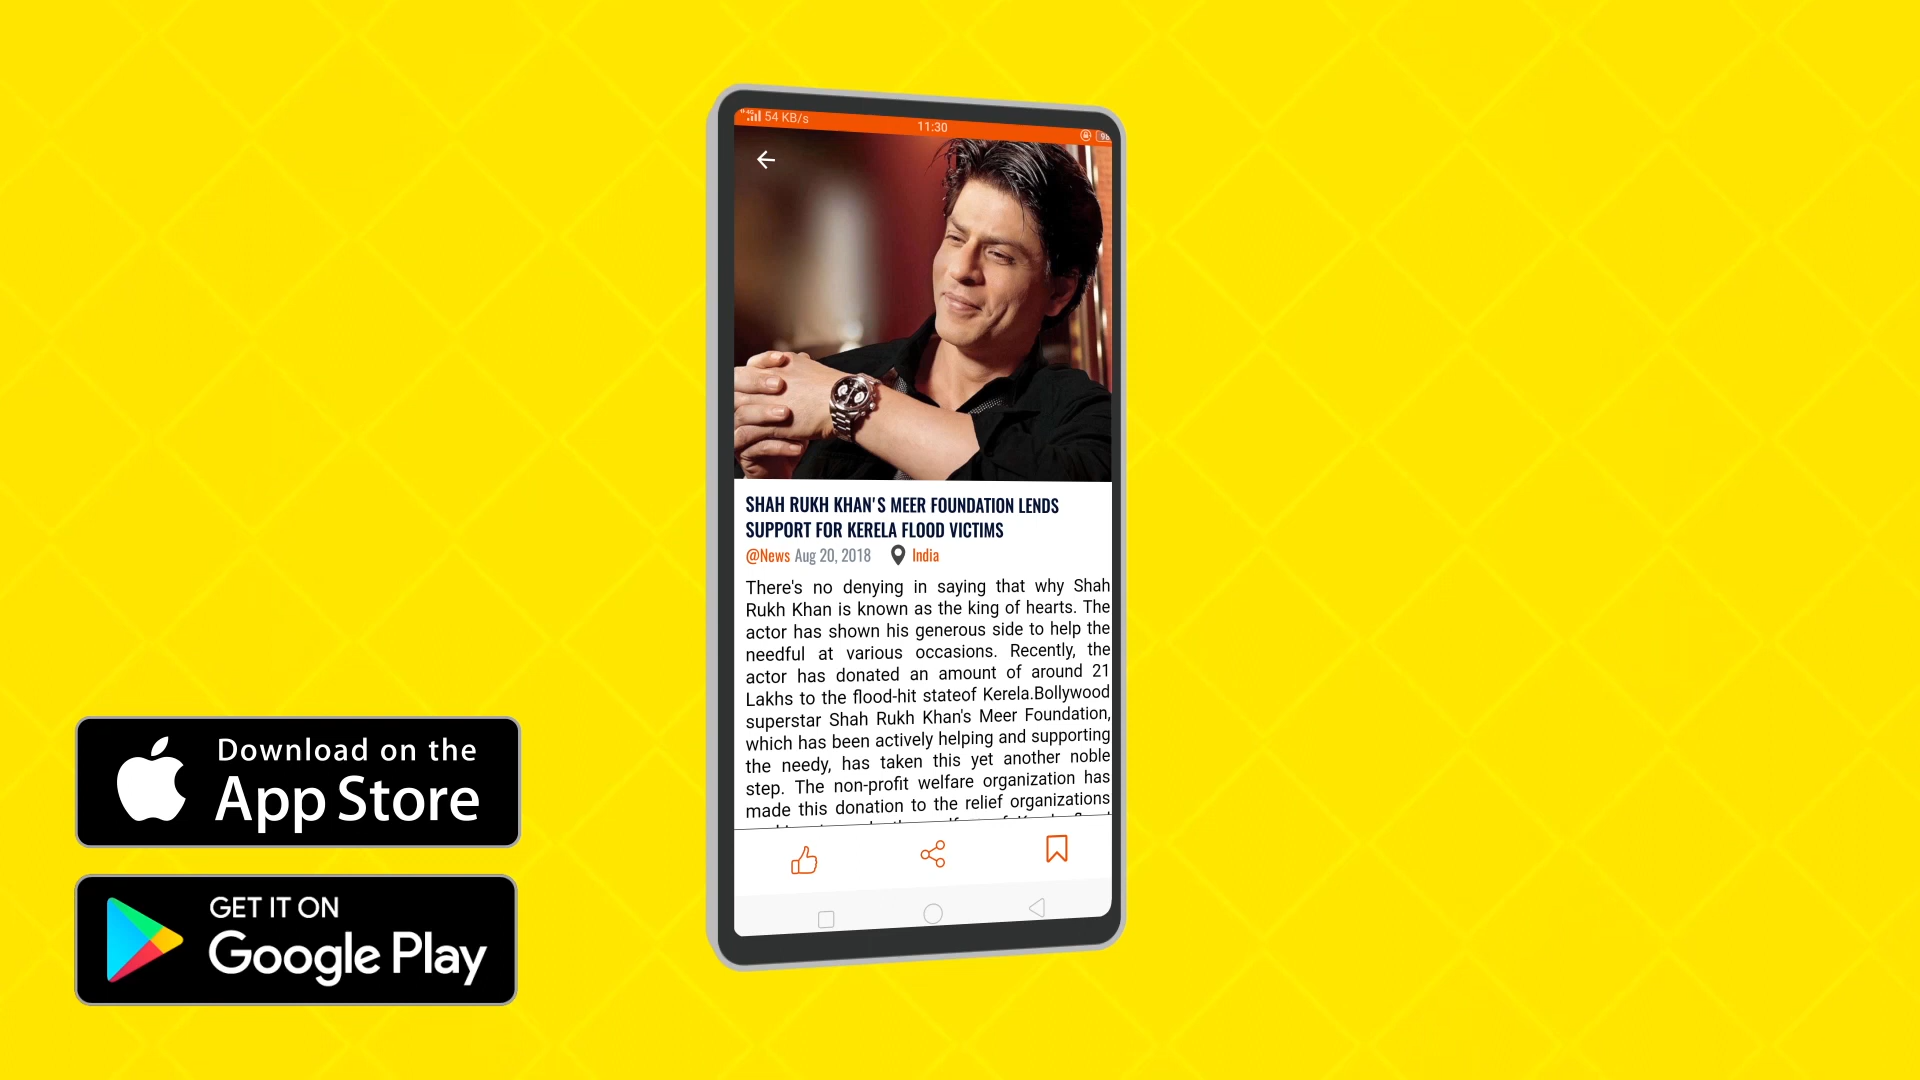 54 KB/s
11:30
SHAH RUKH KHAN'S MEER FOUNDATION LENDS
SUPPORT FOR KERELA FLOOD VICTIMS
@News Aug 20, 2018 India
There's no denying in saying that why Shah
Rukh Khan is known as the king of hearts. The
actor has shown his generous side to help the
needful at various occasions. Recently, the
actor has donated an amount of around 21
Lakhs to the flood-hit stateof Kerela.Bollywood
superstar Shah Rukh Khan's Meer Foundation,
which has been actively helping and supporting
the needy, has taken this yet another noble
step. The non-profit welfare organization has
made this donation to the relief organizations
Download on the
App Store
GET IT ON
Google Play